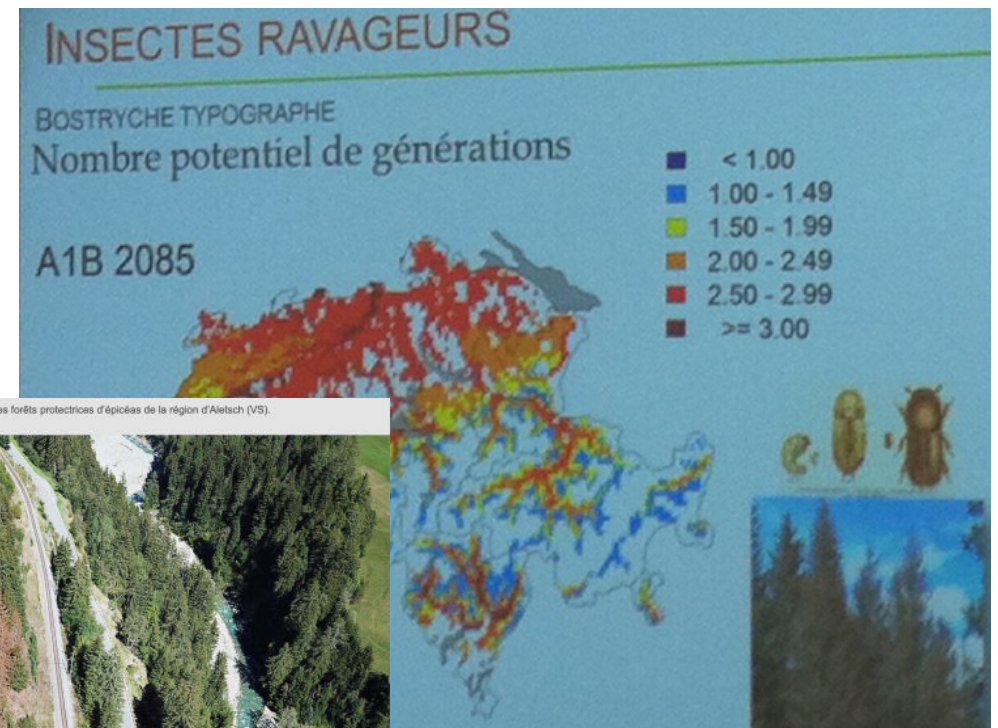 INSECTES RAVAGEURS
BOSTRYCHE TYPOGRAPHE
Nombre potentiel de générations
A1B 2085
< 1.00
1.00 - 1.49
1.50 - 1.99
2.00 - 2.49
2.50 - 2.99
>= 3.00
es forêts protectrices d'épicéas de la région d'Aletsch (VS).